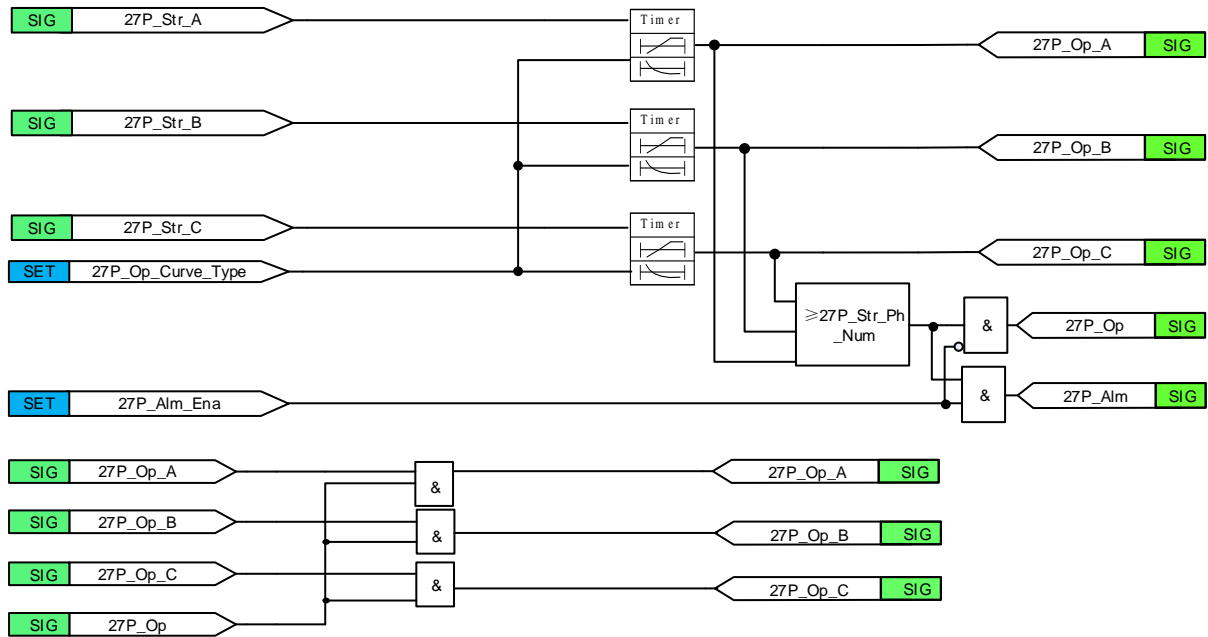 SIG 27P_Str_A
Timer
27P_Op_A SIG
SIG 27P_Str_B
Timer
27P_Op_B SIG
SIG 27P_Str_C
Timer
27P_Op_C SIG
SET 27P_Op_Curve_Type
≥27P_Str_Ph
_Num
&
27P_Op SIG
SET 27P_Alm_Ena
&
27P_Alm SIG
SIG 27P_Op_A
&
27P_Op_A SIG
SIG 27P_Op_B
&
27P_Op_B SIG
SIG 27P_Op_C
&
27P_Op_C SIG
SIG 27P_Op